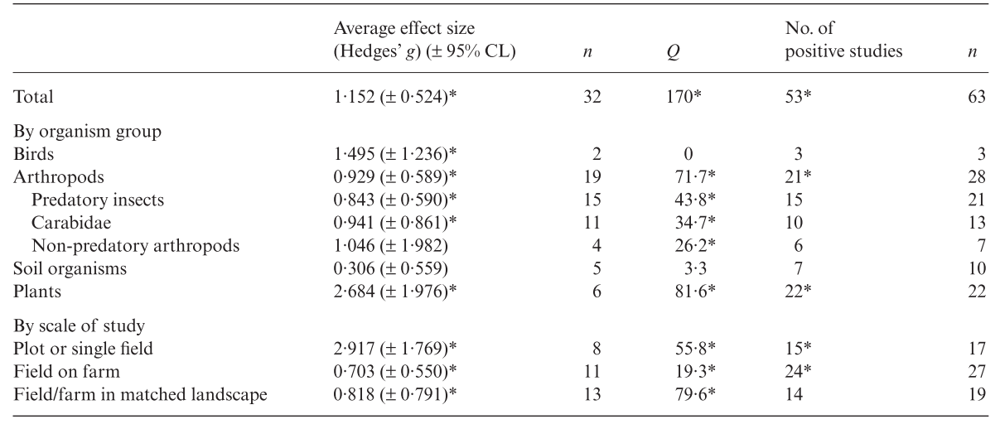 Average effect size No. of
(Hedges’ g) (± 95% CL) n Q positive studies n
Total 1·152 (± 0·524)* 32 170* 53* 63
By organism group
Birds 1·495 (± 1·236)* 2 0 3 3
Arthropods 0·929 (± 0·589)* 19 71·7* 21* 28
Predatory insects 0·843 (± 0·590)* 15 43·8* 15 21
Carabidae 0·941 (± 0·861)* 11 34·7* 10 13
Non-predatory arthropods 1·046 (± 1·982) 4 26·2* 6 7
Soil organisms 0·306 (± 0·559) 5 3·3 7 10
Plants 2·684 (± 1·976)* 6 81·6* 22* 22
By scale of study
Plot or single field 2·917 (± 1·769)* 8 55·8* 15* 17
Field on farm 0·703 (± 0·550)* 11 19·3* 24* 27
Field/farm in matched landscape 0·818 (± 0·791)* 13 79·6* 14 19